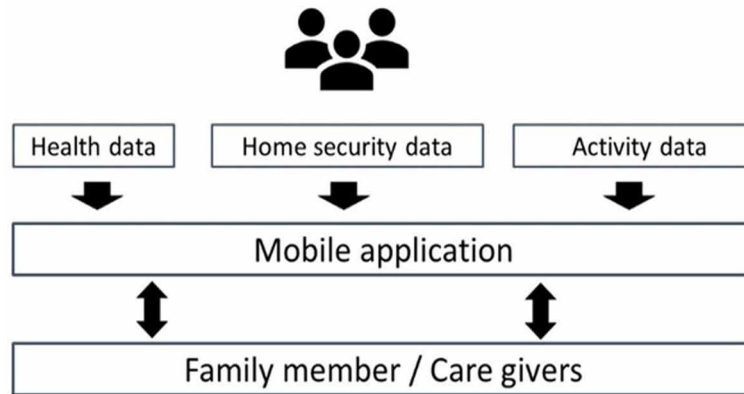 Health data
Home security data
Activity data
Mobile application
Family member / Care givers